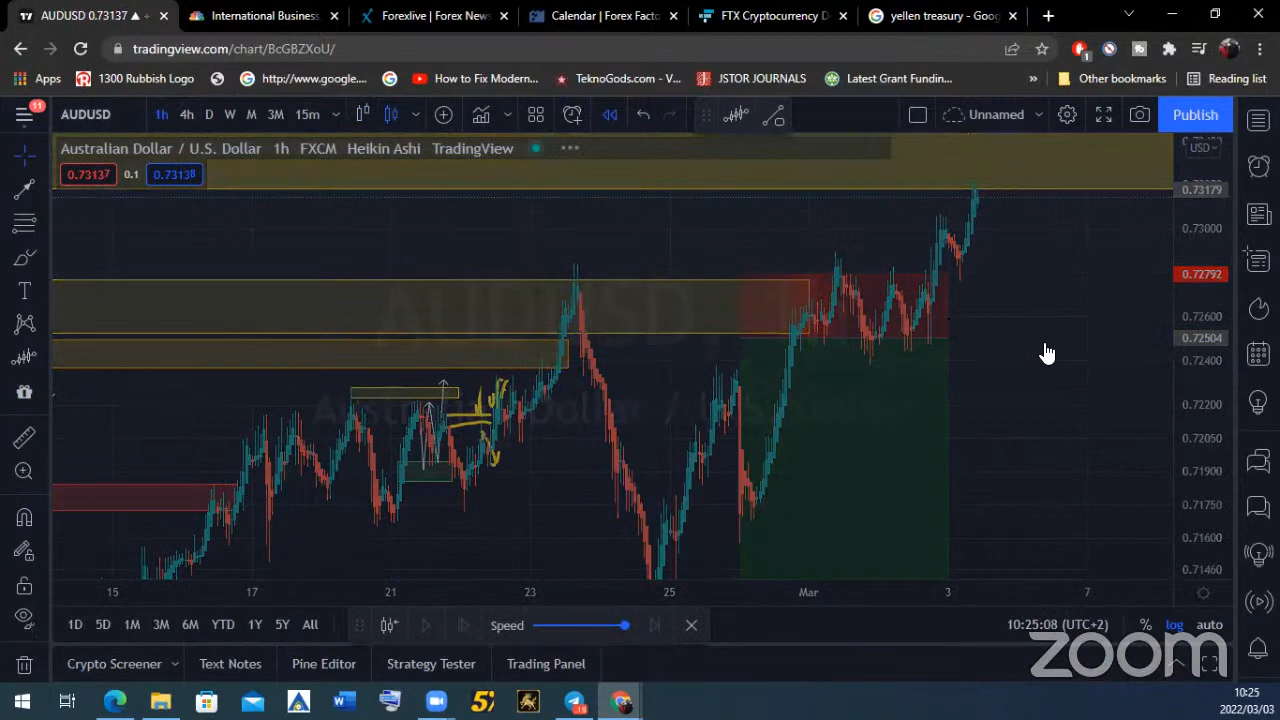 AUDUSD 0.73137 ▲ +
International Business
Forexlive | Forex News
Calendar | Forex Facto
FTX Cryptocurrency D
yellen treasury - Goog
tradingview.com/chart/BcGBZXoU/
1
Apps
1300 Rubbish Logo
http://www.google....
How to Fix Modern...
TeknoGods.com - V...
JSTOR JOURNALS
Latest Grant Fundin...
»
Other bookmarks
Reading list
11
AUDUSD
1h 4h D W M 3M 15m
Unnamed
Publish
Australian Dollar / U.S. Dollar 1h FXCM Heikin Ashi TradingView
USD
0.73137 0.1 0.73138
0.73179
0.73000
0.72792
0.72600
0.72504
0.72400
0.72200
0.72050
0.71900
0.71750
0.71600
0.71460
AUDUSD
15 17 21 23 25 Mar 3 7
1D 5D 1M 3M 6M YTD 1Y 5Y All
Speed
10:25:08 (UTC+2)
% log auto
zoom
Crypto Screener
Text Notes
Pine Editor
Strategy Tester
Trading Panel
10:25
2022/03/03